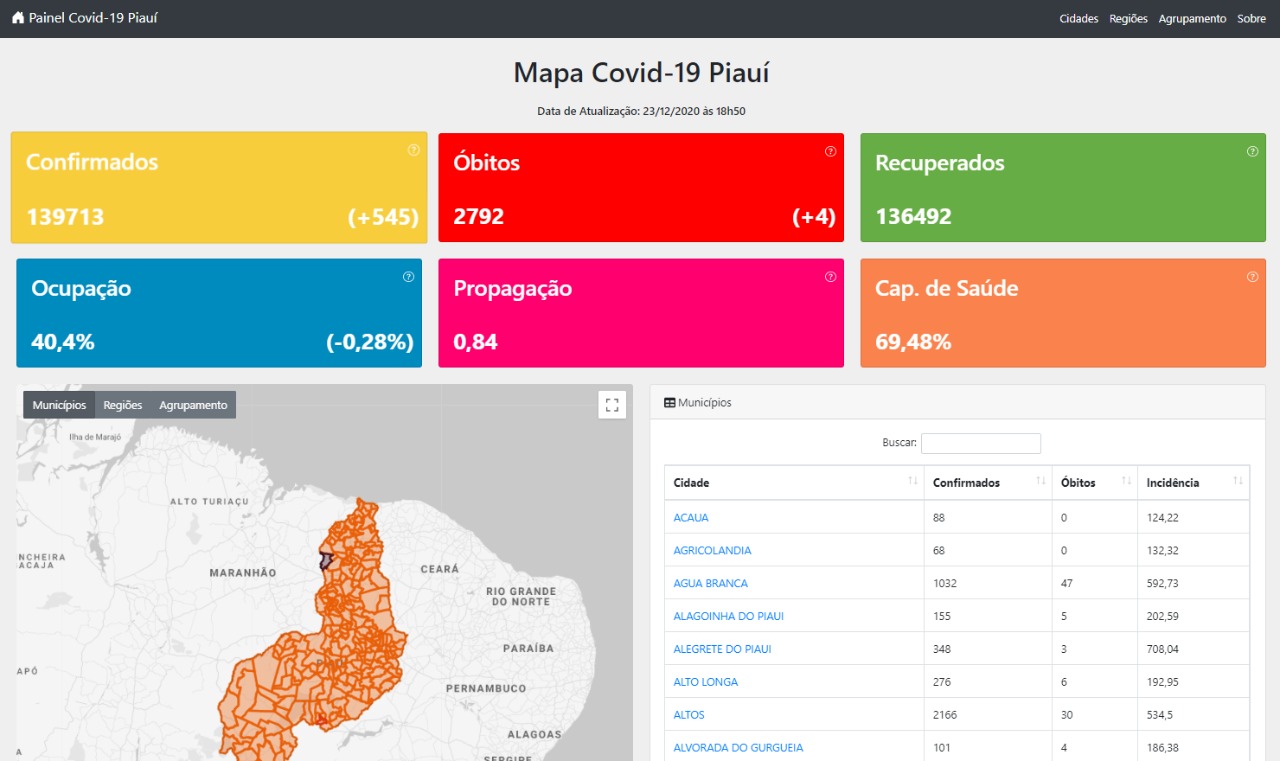 Painel Covid-19 Piauí
Cidades Regiões Agrupamento Sobre
Mapa Covid-19 Piauí
Data de Atualização: 23/12/2020 às 18h50
Confirmados
139713 (+545)
Óbitos
2792 (+4)
Recuperados
136492
Ocupação
40,4% (-0,28%)
Propagação
0,84
Cap. de Saúde
69,48%
Municípios Regiões Agrupamento
Ilha de Marajó
ALTO TURIAÇU
NCHEIRA
ACAJA
MARANHÃO
CEARÁ
RIO GRANDE
DO NORTE
PARAÍBA
APÓ
PERNAMBUCO
ALAGOAS
A
SERGIPE
Municípios
Buscar:
Cidade Confirmados Óbitos Incidência
ACAUA 88 0 124,22
AGRICOLANDIA 68 0 132,32
AGUA BRANCA 1032 47 592,73
ALAGOINHA DO PIAUI 155 5 202,59
ALEGRETE DO PIAUI 348 3 708,04
ALTO LONGA 276 6 192,95
ALTOS 2166 30 534,5
ALVORADA DO GURGUEIA 101 4 186,38